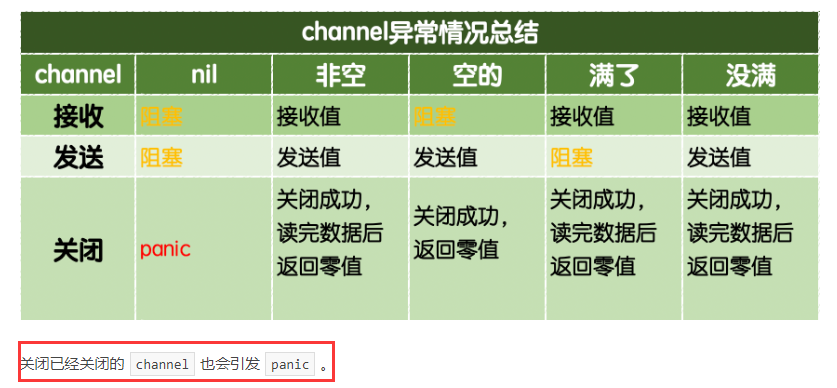 channel异常情况总结
channel nil 非空 空的 满了 没满
接收 阻塞 接收值 阻塞 接收值 接收值
发送 阻塞 发送值 发送值 阻塞 发送值
关闭 panic 关闭成功，读完数据后返回零值 关闭成功，返回零值 关闭成功，读完数据后返回零值 关闭成功，读完数据后返回零值
关闭已经关闭的 channel 也会引发 panic 。